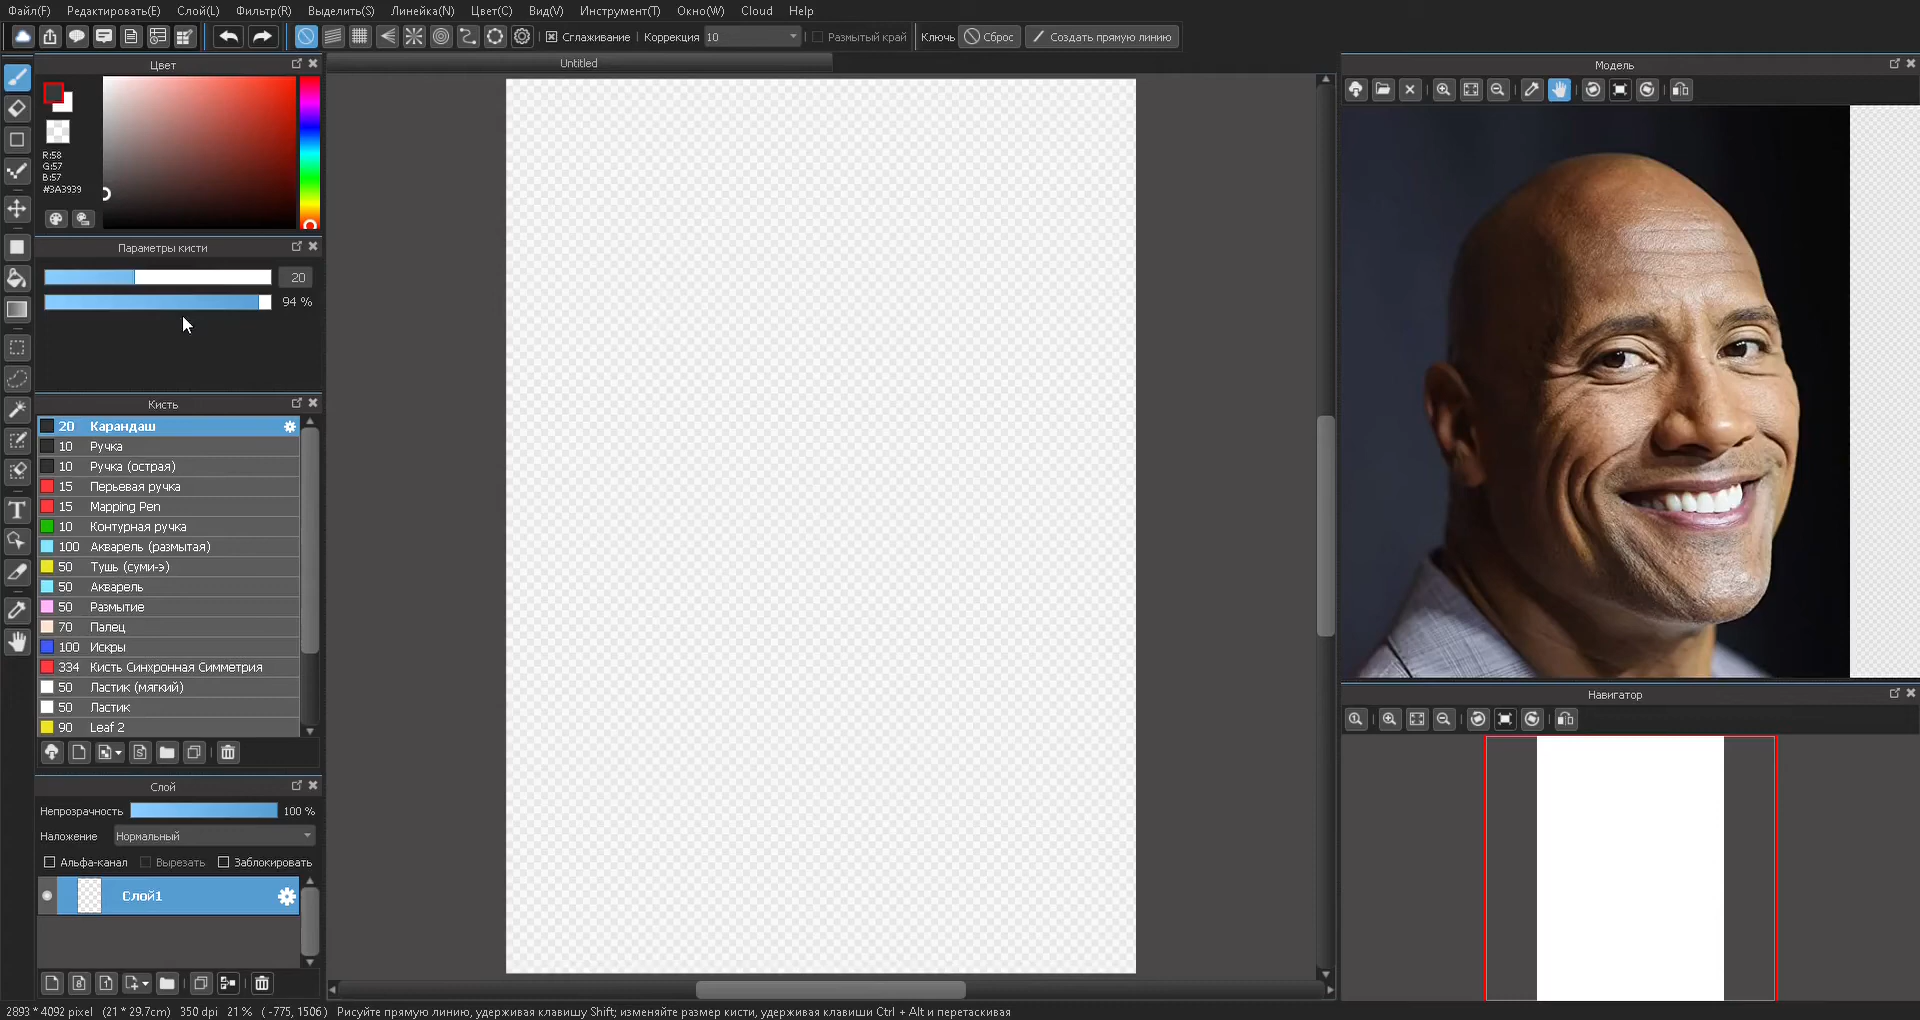 Файл(F) Редактировать(E) Слой(L) Фильтр(R) Выделить(S) Линейка(N) Цвет(C) Вид(V) Инструмент(T) Окно(W) Cloud Help
Сглаживание Коррекция 10 Размытый край Ключь Сброс Создать прямую линию
Цвет
Untitled
Модель
R:58
G:57
B:57
#3A3939
Параметры кисти
20
94 %
Кисть
20 Карандаш
10 Ручка
10 Ручка (острая)
15 Перьевая ручка
15 Mapping Pen
10 Контурная ручка
100 Акварель (размытая)
50 Тушь (суми-э)
50 Акварель
50 Размытие
70 Палец
100 Искры
334 Кисть Синхронная Симметрия
50 Ластик (мягкий)
50 Ластик
90 Leaf 2
Слой
Непрозрачность 100 %
Наложение Нормальный
Альфа-канал Вырезать Заблокировать
Слой1
Навигатор
2893 * 4092 pixel (21 * 29.7cm) 350 dpi 21 % ( -775, 1506) Рисуйте прямую линию, удерживая клавишу Shift; изменяйте размер кисти, удерживая клавиши Ctrl + Alt и перетаскивая